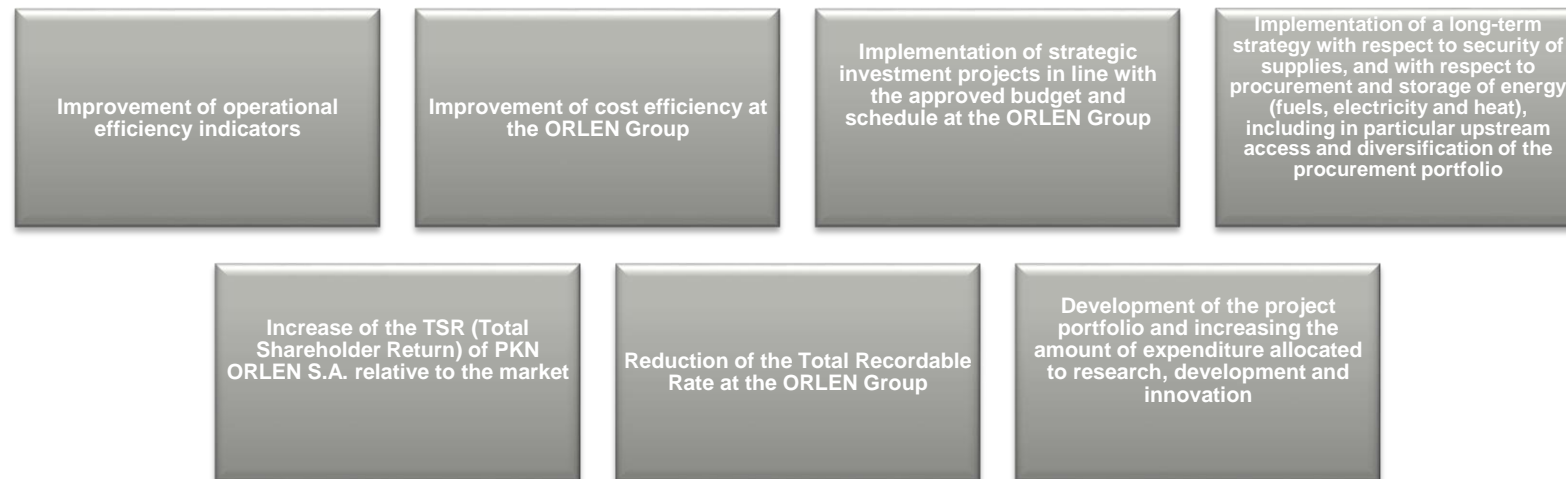 Improvement of operational
efficiency indicators
Improvement of cost efficiency at
the ORLEN Group
Implementation of strategic
investment projects in line with
the approved budget and
schedule at the ORLEN Group
Implementation of a long-term
strategy with respect to security of
supplies, and with respect to
procurement and storage of energy
(fuels, electricity and heat),
including in particular upstream
access and diversification of the
procurement portfolio
Increase of the TSR (Total
Shareholder Return) of PKN
ORLEN S.A. relative to the market
Reduction of the Total Recordable
Rate at the ORLEN Group
Development of the project
portfolio and increasing the
amount of expenditure allocated
to research, development and
innovation